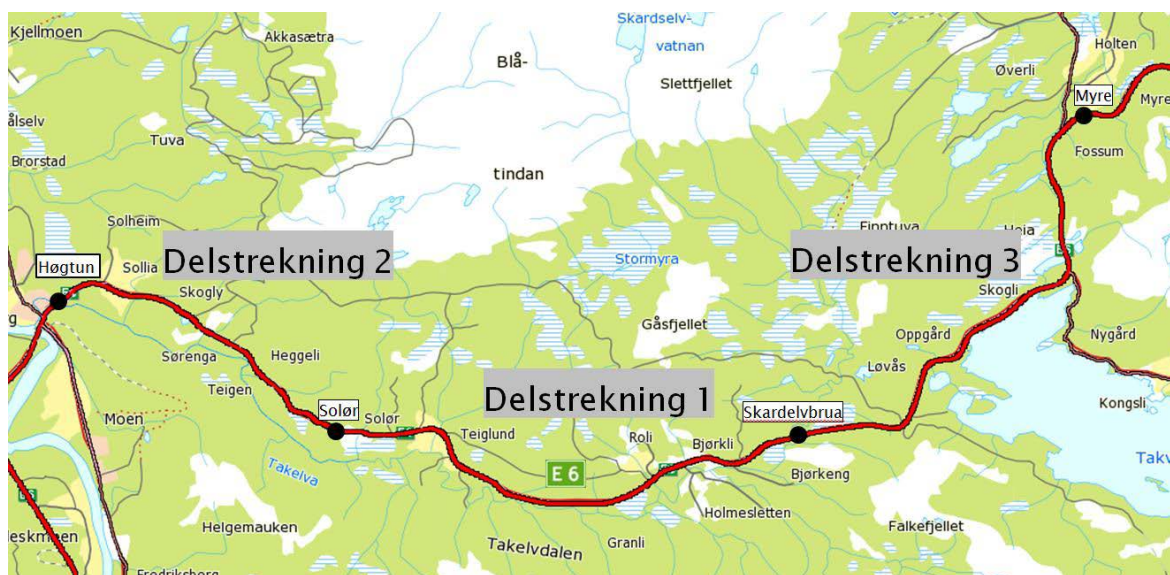 Kjellmoen
Akkasætra
Skardselv-
vatnan
Holten
Blå-
Slettfjellet
Øverli
Myre
Myre
ålselv
Tuva
Brorstad
tindan
Fossum
Solheim
Finntuva
Heia
Delstrekning 2
Delstrekning 3
Høgtun
Sollia
Stormyra
Skogly
Skogli
g
Gåsfjellet
Oppgård
Nygård
Sørenga
Heggeli
Løvås
Teigen
Delstrekning 1
Kongsli
Solør
Solør
Skardelvbrua
Moen
Teiglund
Roli
Bjørkli
Takv
Takelva
E 6
Bjørkeng
Holmesletten
Helgemauken
Falkefjellet
leskmoen
Takelvdalen
Granli
Fredriksberg